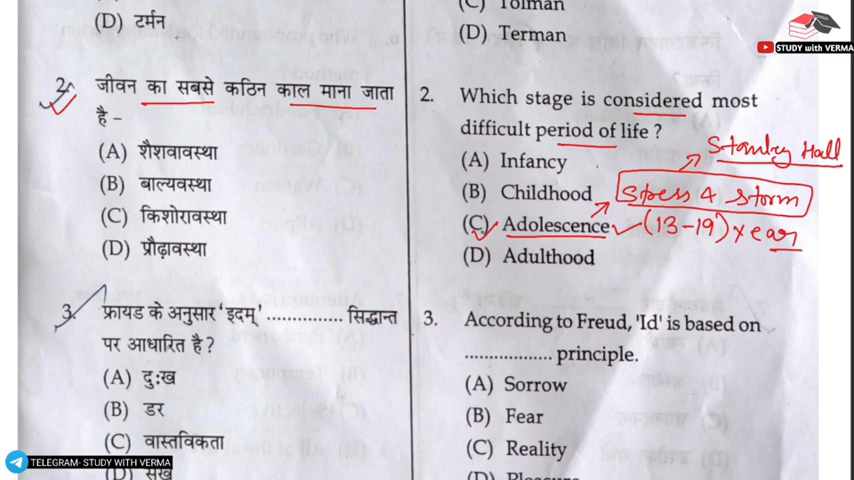 (D) टर्मन
2. जीवन का सबसे कठिन काल माना जाता
है -
(A) शैशवावस्था
(B) बाल्यवस्था
(C) किशोरावस्था
(D) प्रौढ़ावस्था
3. फ्रायड के अनुसार 'इदम्' ............... सिद्धान्त
पर आधारित है?
(A) दुःख
(B) डर
(C) वास्तविकता
(D) सुख
(C) Tolman
(D) Terman
2. Which stage is considered most
difficult period of life ?
(A) Infancy
(B) Childhood
(C) Adolescence
(D) Adulthood
Stanley Hall
Stress & Storm
(13-19) year
3. According to Freud, 'Id' is based on
.................. principle.
(A) Sorrow
(B) Fear
(C) Reality
(D) Pleasure
STUDY with VERMA
TELEGRAM- STUDY WITH VERMA